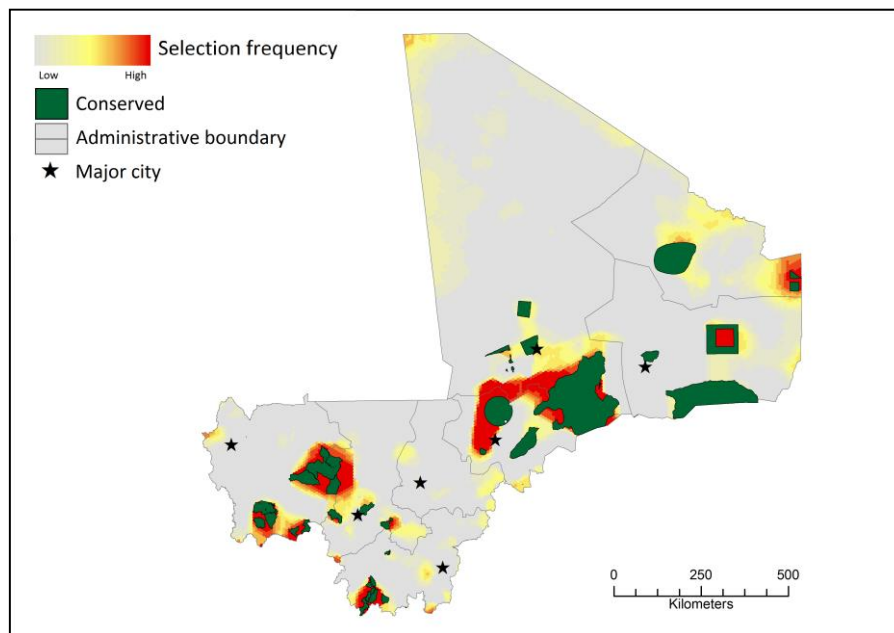 Selection frequency
Low High
Conserved
Administrative boundary
Major city
0 250 500
Kilometers